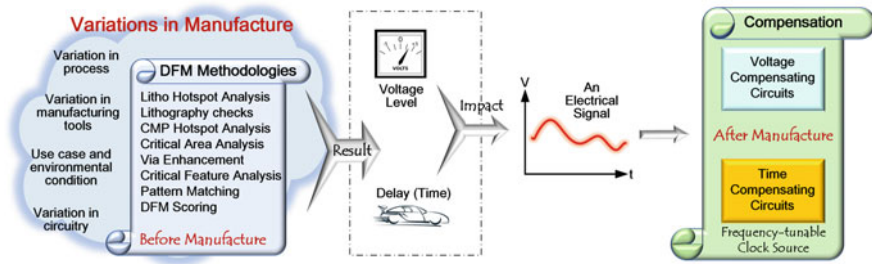 Variations in Manufacture
Variation in
process
Variation in
manufacturing
tools
Use case and
environmental
condition
Variation in
circuitry
DFM Methodologies
Litho Hotspot Analysis
Lithography checks
CMP Hotspot Analysis
Critical Area Analysis
Via Enhancement
Critical Feature Analysis
Pattern Matching
DFM Scoring
Before Manufacture
Result
0
VOLTS
Voltage
Level
Delay (Time)
Impact
V
An
Electrical
Signal
t
Compensation
Voltage
Compensating
Circuits
After Manufacture
Time
Compensating
Circuits
Frequency-tunable
Clock Source